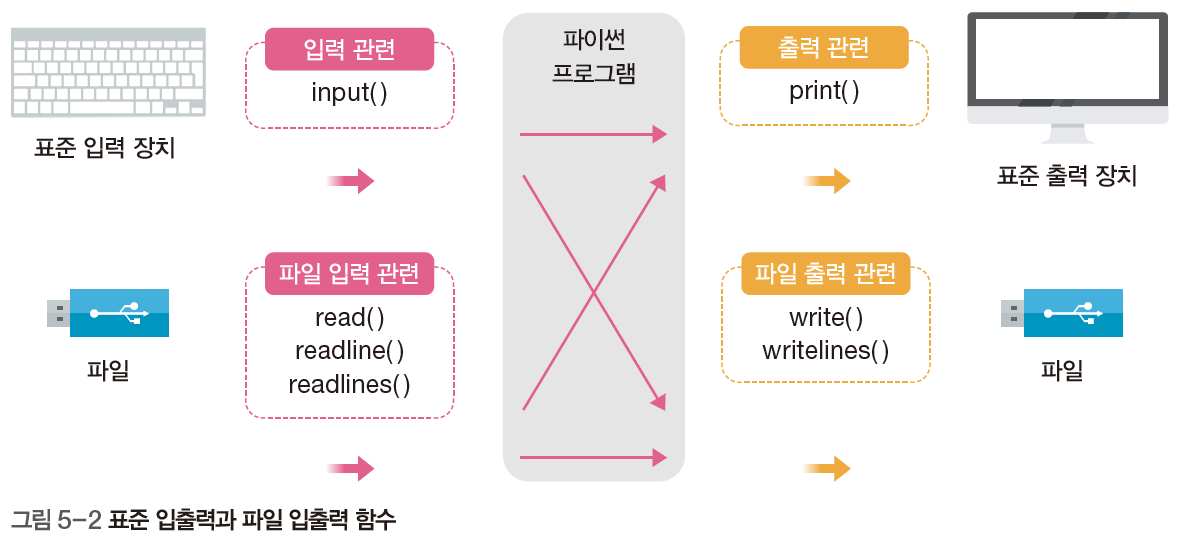 입력 관련
input()
표준 입력 장치
파이썬
프로그램
출력 관련
print()
표준 출력 장치
파일 입력 관련
read()
readline()
readlines()
파일
파일 출력 관련
write()
writelines()
파일
그림 5-2 표준 입출력과 파일 입출력 함수